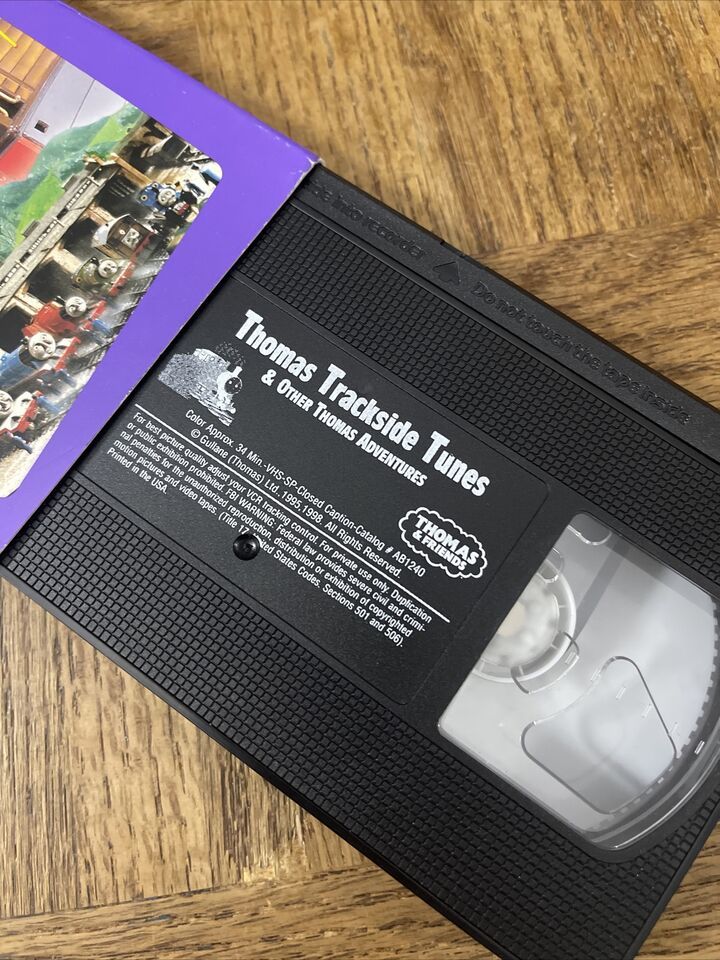 into recorder Do not touch the tape inside
Thomas Trackside Tunes
& OTHER THOMAS ADVENTURES
Color Approx. 34 Min.-VHS-SP-Closed Caption-Catalog # AB1240
© Gullane (Thomas) Ltd. 1995,1998. All Rights Reserved.
THOMAS
& FRIENDS
For best picture quality adjust your VCR tracking control. For private use only. Duplication
or public exhibition prohibited. FBI WARNING: Federal law provides severe civil and crimi-
nal penalties for the unauthorized reproduction, distribution or exhibition of copyrighted
motion pictures and video tapes. (Title 17, United States Codes. Sections 501 and 506).
Printed in the USA.